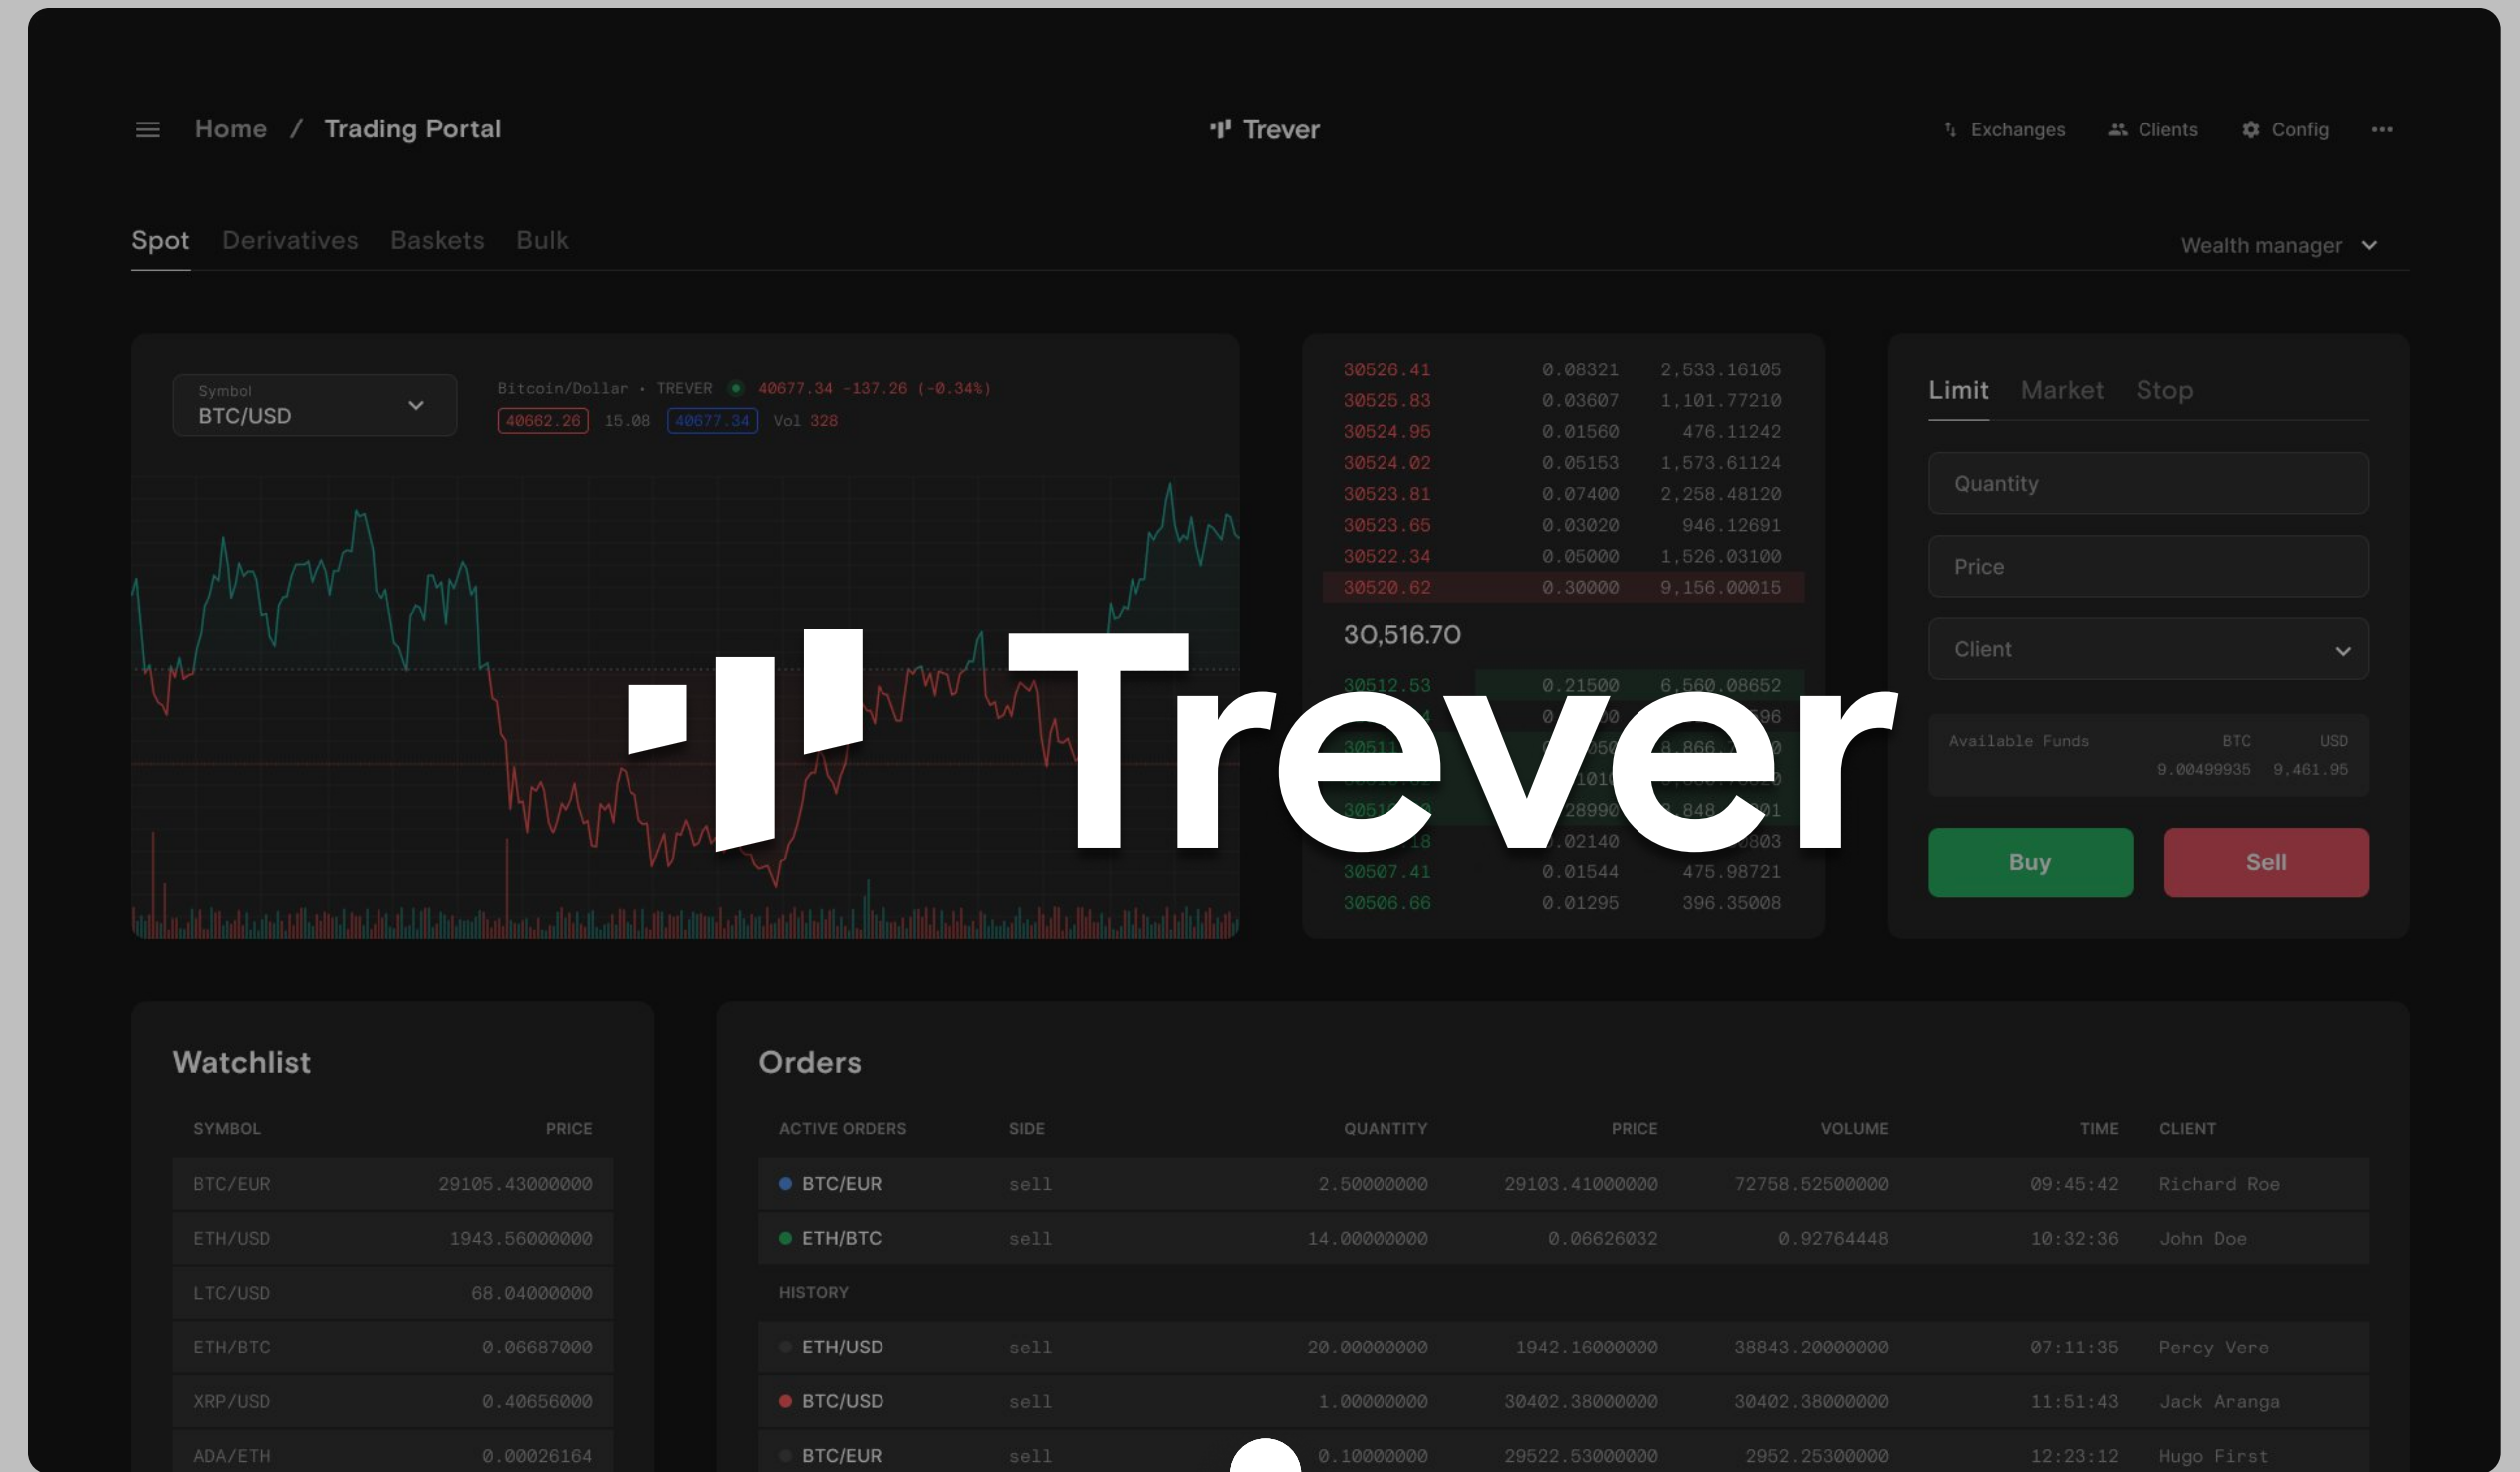 Home / Trading Portal
Trever
Exchanges Clients Config
Spot Derivatives Baskets Bulk
Wealth manager
Symbol
BTC/USD
Bitcoin/Dollar • TREVER 40677.34 -137.26 (-0.34%)
40662.26 15.08 40677.34 Vol 328
30526.41 0.08321 2,533.16105
30525.83 0.03607 1,101.77210
30524.95 0.01560 476.11242
30524.02 0.05153 1,573.61124
30523.81 0.07400 2,258.48120
30523.65 0.03020 946.12691
30522.34 0.05000 1,526.03100
30520.62 0.30000 9,156.00015
30,516.70
30512.53 0.21500 6,560.08652
30507.41 0.01544 475.98721
30506.66 0.01295 396.35008
Limit Market Stop
Quantity
Price
Client
Available Funds BTC USD
9.00499935 9,461.95
Buy Sell
Trever
Watchlist
SYMBOL PRICE
BTC/EUR 29105.43000000
ETH/USD 1943.56000000
LTC/USD 68.04000000
ETH/BTC 0.06687000
XRP/USD 0.40656000
ADA/ETH 0.00026164
Orders
ACTIVE ORDERS SIDE QUANTITY PRICE VOLUME TIME CLIENT
BTC/EUR sell 2.50000000 29103.41000000 72758.52500000 09:45:42 Richard Roe
ETH/BTC sell 14.00000000 0.06626032 0.92764448 10:32:36 John Doe
HISTORY
ETH/USD sell 20.00000000 1942.16000000 38843.20000000 07:11:35 Percy Vere
BTC/USD sell 1.00000000 30402.38000000 30402.38000000 11:51:43 Jack Aranga
BTC/EUR sell 0.10000000 29522.53000000 2952.25300000 12:23:12 Hugo First